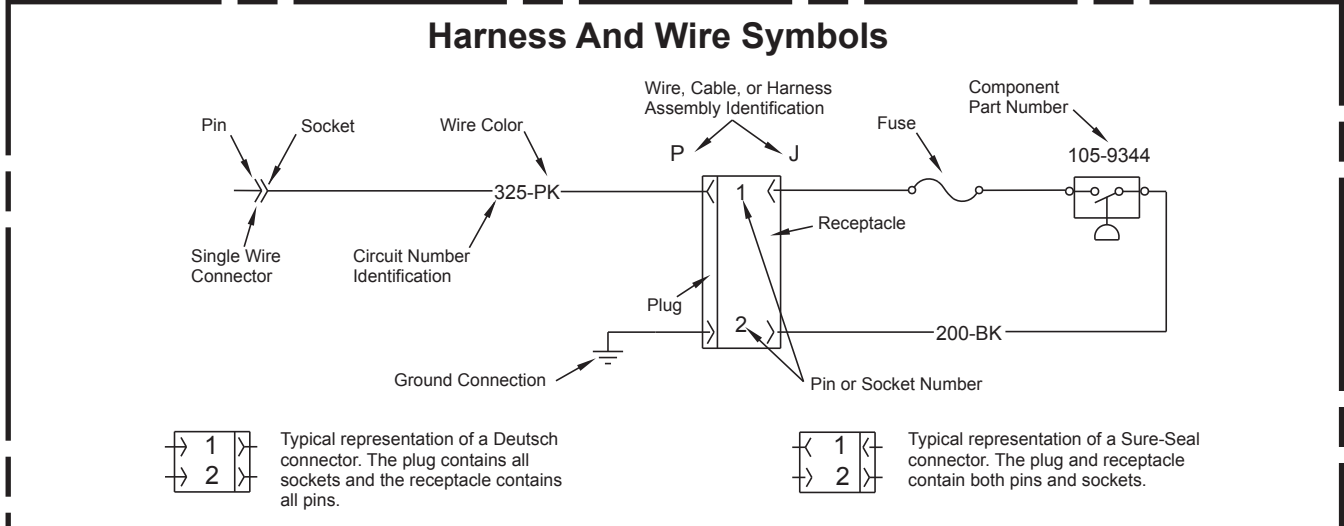 Harness And Wire Symbols
Wire, Cable, or Harness
Assembly Identification
Component
Part Number
Pin
Socket
Wire Color
Fuse
P
J
105-9344
325-PK
1
Receptacle
Single Wire
Connector
Circuit Number
Identification
Plug
2
200-BK
Ground Connection
Pin or Socket Number
1
2
Typical representation of a Deutsch
connector. The plug contains all
sockets and the receptacle contains
all pins.
1
2
Typical representation of a Sure-Seal
connector. The plug and receptacle
contain both pins and sockets.